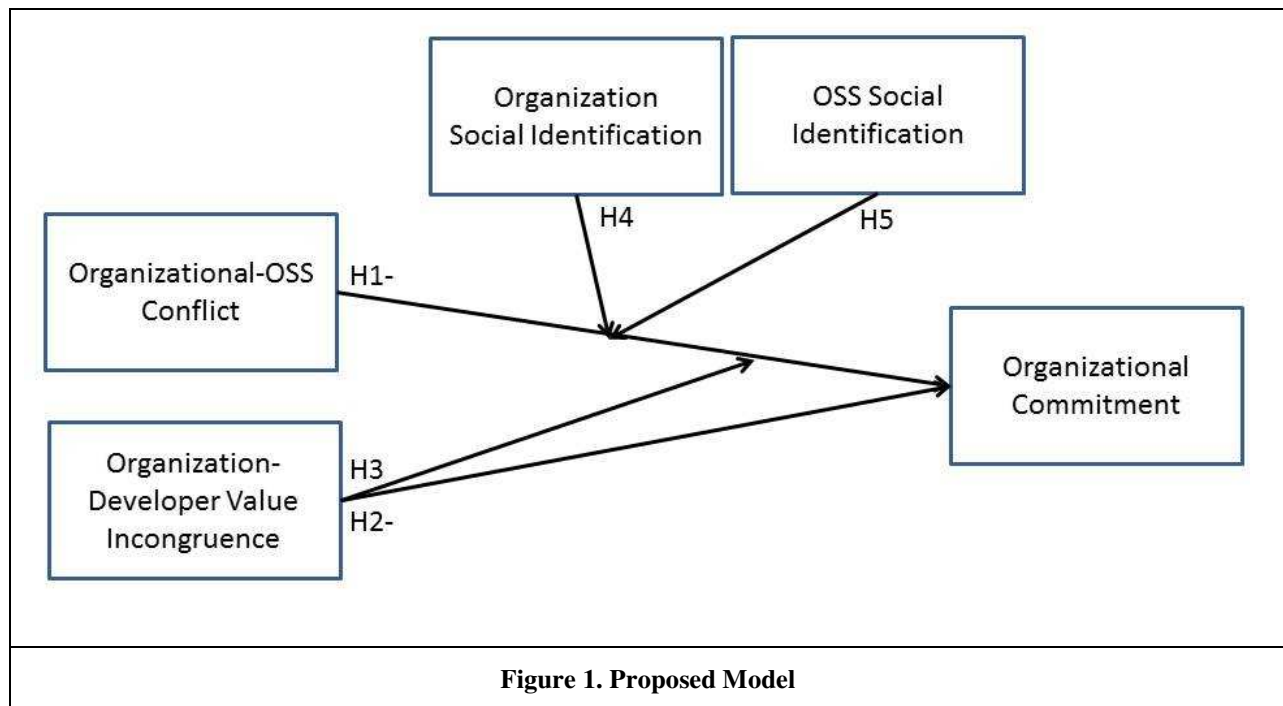 Organization
Social Identification
OSS Social
Identification
H4
H5
Organizational-OSS
Conflict
H1-
Organizational
Commitment
Organization-
Developer Value
Incongruence
H3
H2-
Figure 1. Proposed Model